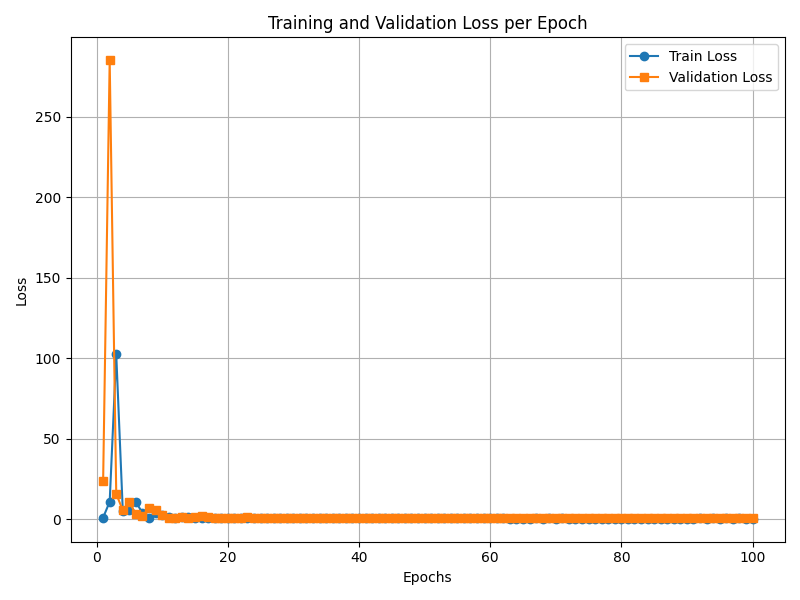 Training and Validation Loss per Epoch
Train Loss
Validation Loss
250
200
150
100
50
0
Loss
0 20 40 60 80 100
Epochs